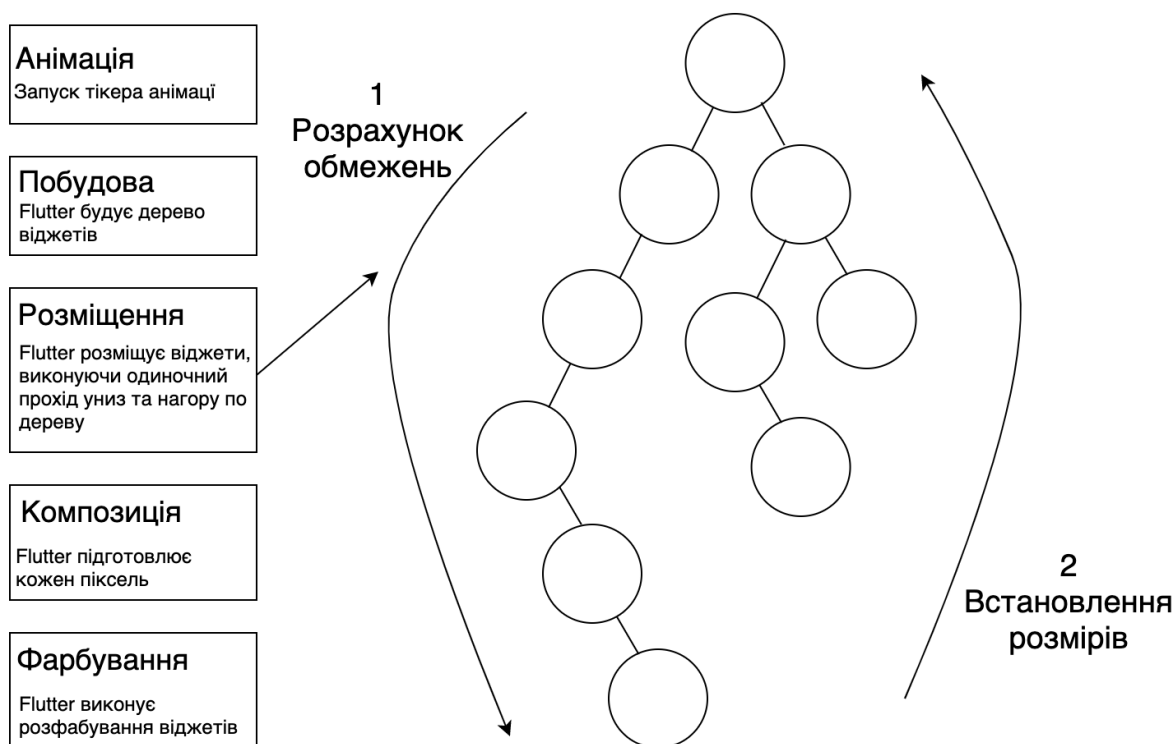 Анімація
Запуск тікера анімації
Побудова
Flutter будує дерево
віджетів
Розміщення
Flutter розміщує віджети,
виконуючи одиночний
прохід униз та нагору по
дереву
Композиція
Flutter підготовлює
кожен піксель
Фарбування
Flutter виконує
розфабування віджетів
1
Розрахунок
обмежень
2
Встановлення
розмірів